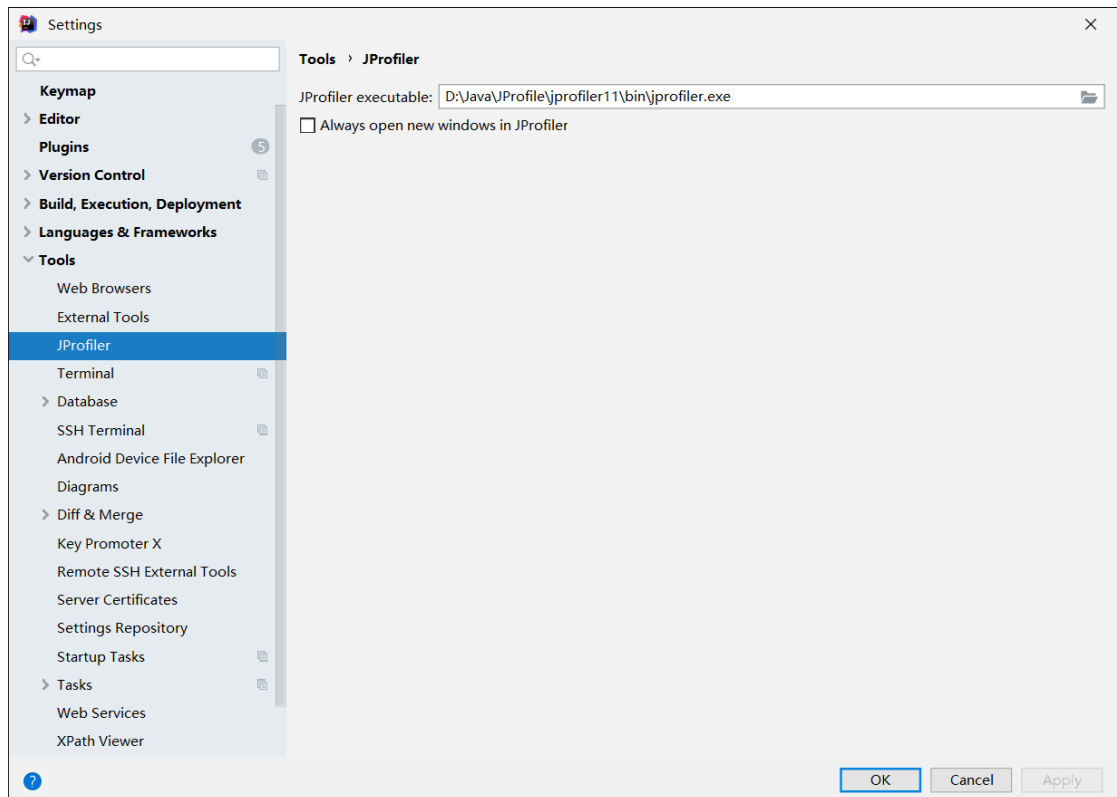 Settings
Keymap
Editor
Plugins 5
Version Control
Build, Execution, Deployment
Languages & Frameworks
Tools
Web Browsers
External Tools
JProfiler
Terminal
Database
SSH Terminal
Android Device File Explorer
Diagrams
Diff & Merge
Key Promoter X
Remote SSH External Tools
Server Certificates
Settings Repository
Startup Tasks
Tasks
Web Services
XPath Viewer
Tools › JProfiler
JProfiler executable: D:\Java\JProfile\jprofiler11\bin\jprofiler.exe
Always open new windows in JProfiler
? OK Cancel Apply